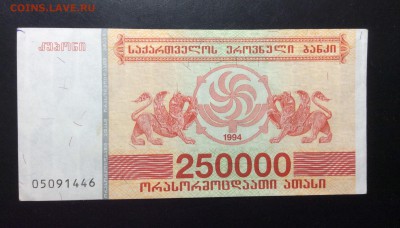 COINS.LAVE.RU
კუპონი
საქართველოს ეროვნული ბანკი
1994
250000
05091446
ორასორმოცდაათი ათასი